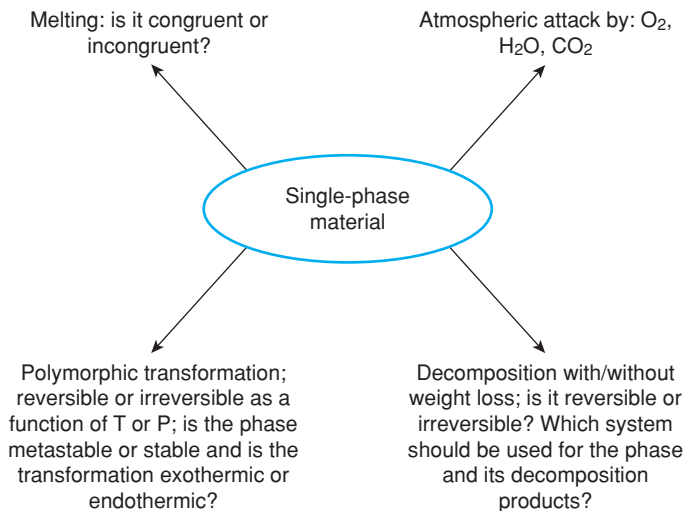 Melting: is it congruent or
incongruent?
Atmospheric attack by: O₂,
H₂O, CO₂
Single-phase
material
Polymorphic transformation;
reversible or irreversible as a
function of T or P; is the phase
metastable or stable and is the
transformation exothermic or
endothermic?
Decomposition with/without
weight loss; is it reversible or
irreversible? Which system
should be used for the phase
and its decomposition
products?